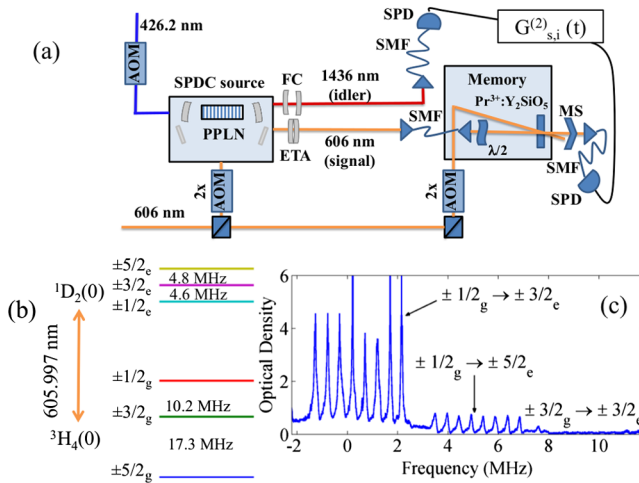 (a)
426.2 nm
AOM
SPDC source
PPLN
FC
ETA
1436 nm
(idler)
606 nm
(signal)
SPD
SMF
G⁽²⁾s,i (t)
Memory
Pr³⁺:Y₂SiO₅
SMF
λ/2
MS
SMF
SPD
2x
AOM
2x
AOM
606 nm
(b)
¹D₂(0)
605.997 nm
³H₄(0)
±5/2e
±3/2e
±1/2e
4.8 MHz
4.6 MHz
±1/2g
±3/2g
10.2 MHz
17.3 MHz
±5/2g
(c)
Optical Density
6
4
2
0
± 1/2g → ± 3/2e
± 1/2g → ± 5/2e
± 3/2g → ± 3/2e
-2 0 2 4 6 8 10
Frequency (MHz)